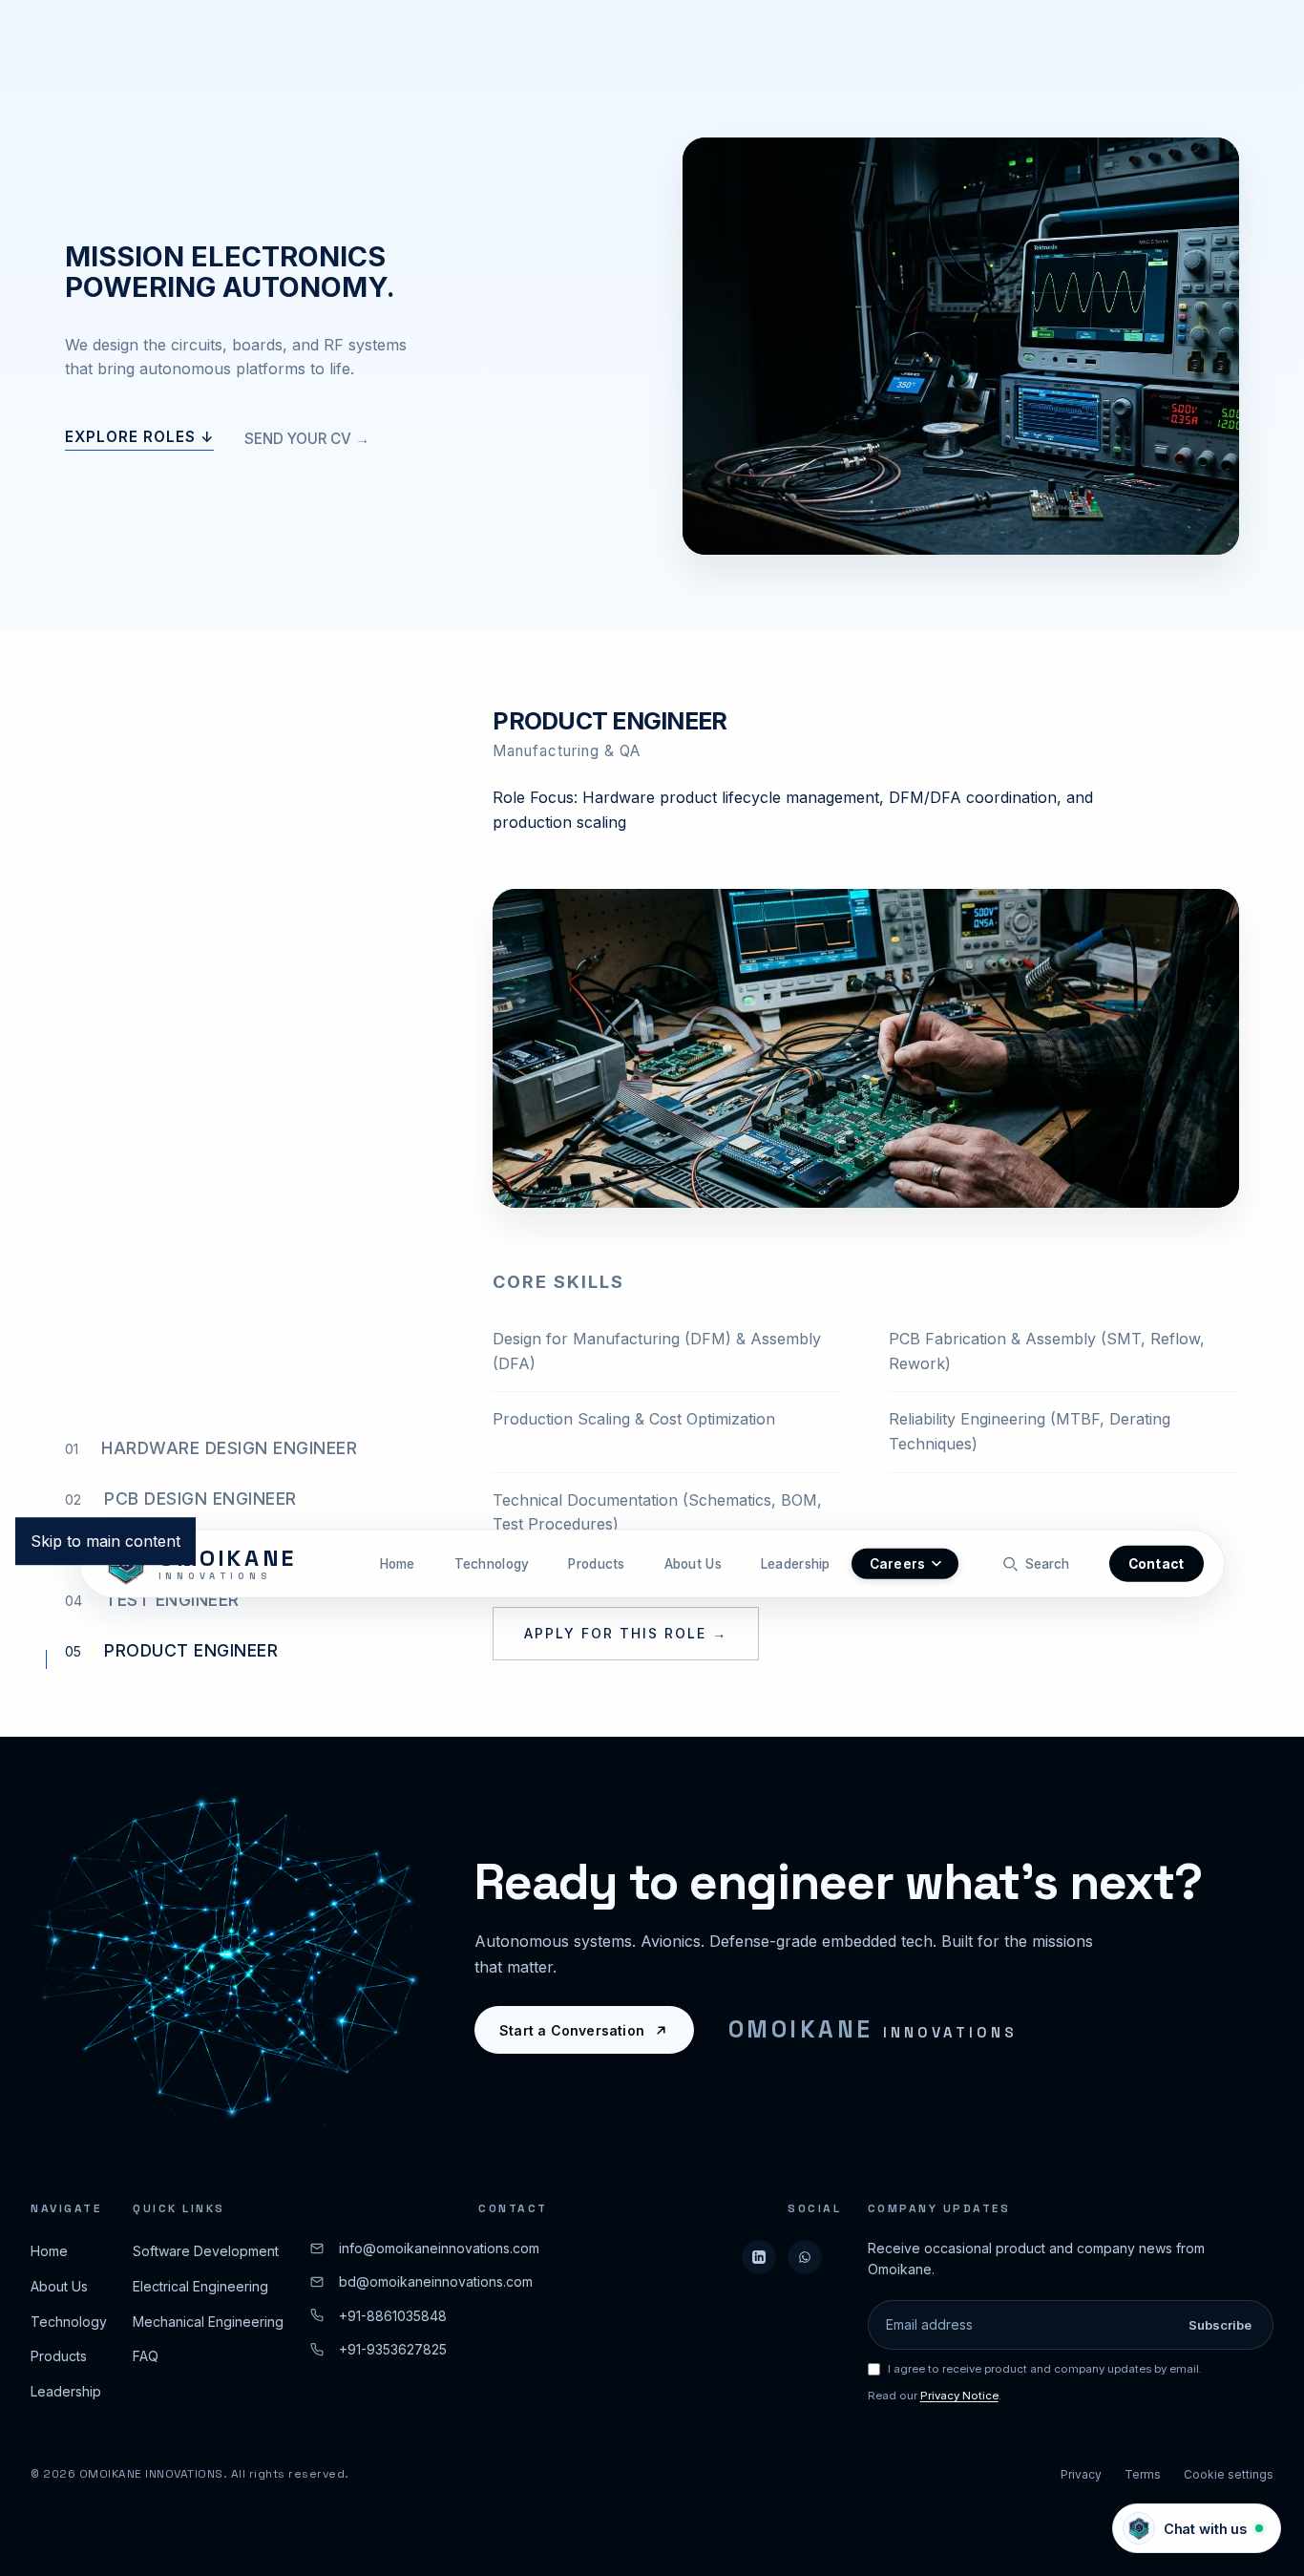 MISSION ELECTRONICS
POWERING AUTONOMY.
We design the circuits, boards, and RF systems
that bring autonomous platforms to life.
EXPLORE ROLES ↓
SEND YOUR CV →
Tektronix
350°
PRODUCT ENGINEER
Manufacturing & QA
Role Focus: Hardware product lifecycle management, DFM/DFA coordination, and
production scaling
CORE SKILLS
Design for Manufacturing (DFM) & Assembly
(DFA)
PCB Fabrication & Assembly (SMT, Reflow,
Rework)
Production Scaling & Cost Optimization
Reliability Engineering (MTBF, Derating
Techniques)
Technical Documentation (Schematics, BOM,
Test Procedures)
01 HARDWARE DESIGN ENGINEER
02 PCB DESIGN ENGINEER
Skip to main content
OMOIKANE
INNOVATIONS
Home
Technology
Products
About Us
Leadership
Careers
Search
Contact
04 TEST ENGINEER
05 PRODUCT ENGINEER
APPLY FOR THIS ROLE →
Ready to engineer what's next?
Autonomous systems. Avionics. Defense-grade embedded tech. Built for the missions
that matter.
Start a Conversation
OMOIKANE INNOVATIONS
NAVIGATE
Home
About Us
Technology
Products
Leadership
QUICK LINKS
Software Development
Electrical Engineering
Mechanical Engineering
FAQ
CONTACT
info@omoikaneinnovations.com
bd@omoikaneinnovations.com
+91-8861035848
+91-9353627825
SOCIAL
COMPANY UPDATES
Receive occasional product and company news from
Omoikane.
Email address
Subscribe
I agree to receive product and company updates by email.
Read our Privacy Notice.
© 2026 OMOIKANE INNOVATIONS. All rights reserved.
Privacy
Terms
Cookie settings
Chat with us